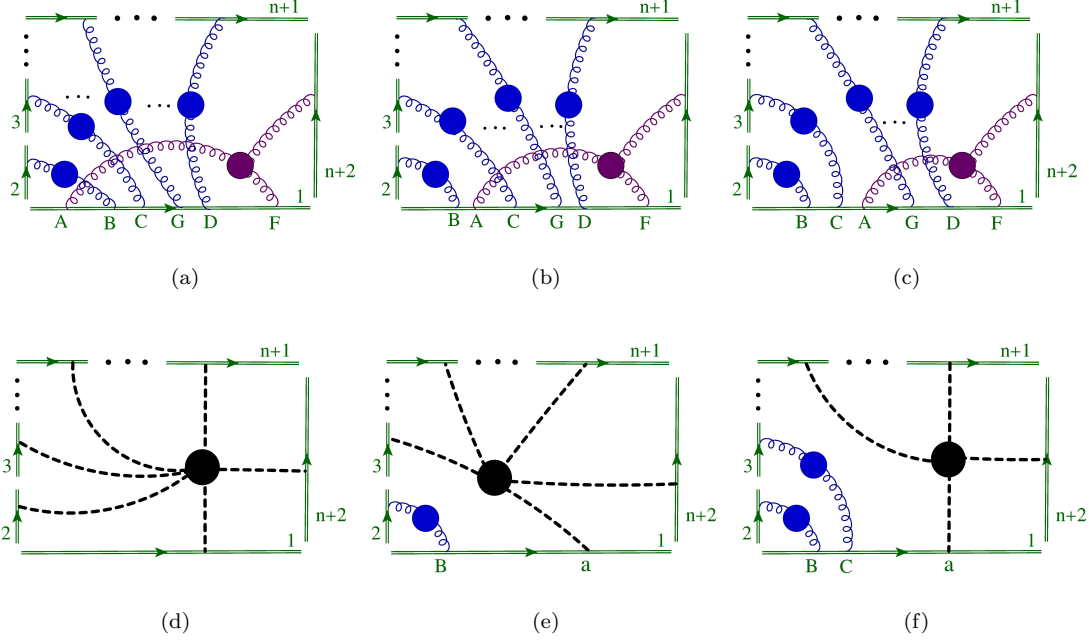 n+1 n+1 n+1
3 3 3
2 n+2 2 n+2 2 n+2
1 1 1
A B C G D F B A C G D F B C A G D F
(a) (b) (c)
n+1 n+1 n+1
3 3 3
2 n+2 2 n+2 2 n+2
1 1 1
B a B C a
(d) (e) (f)